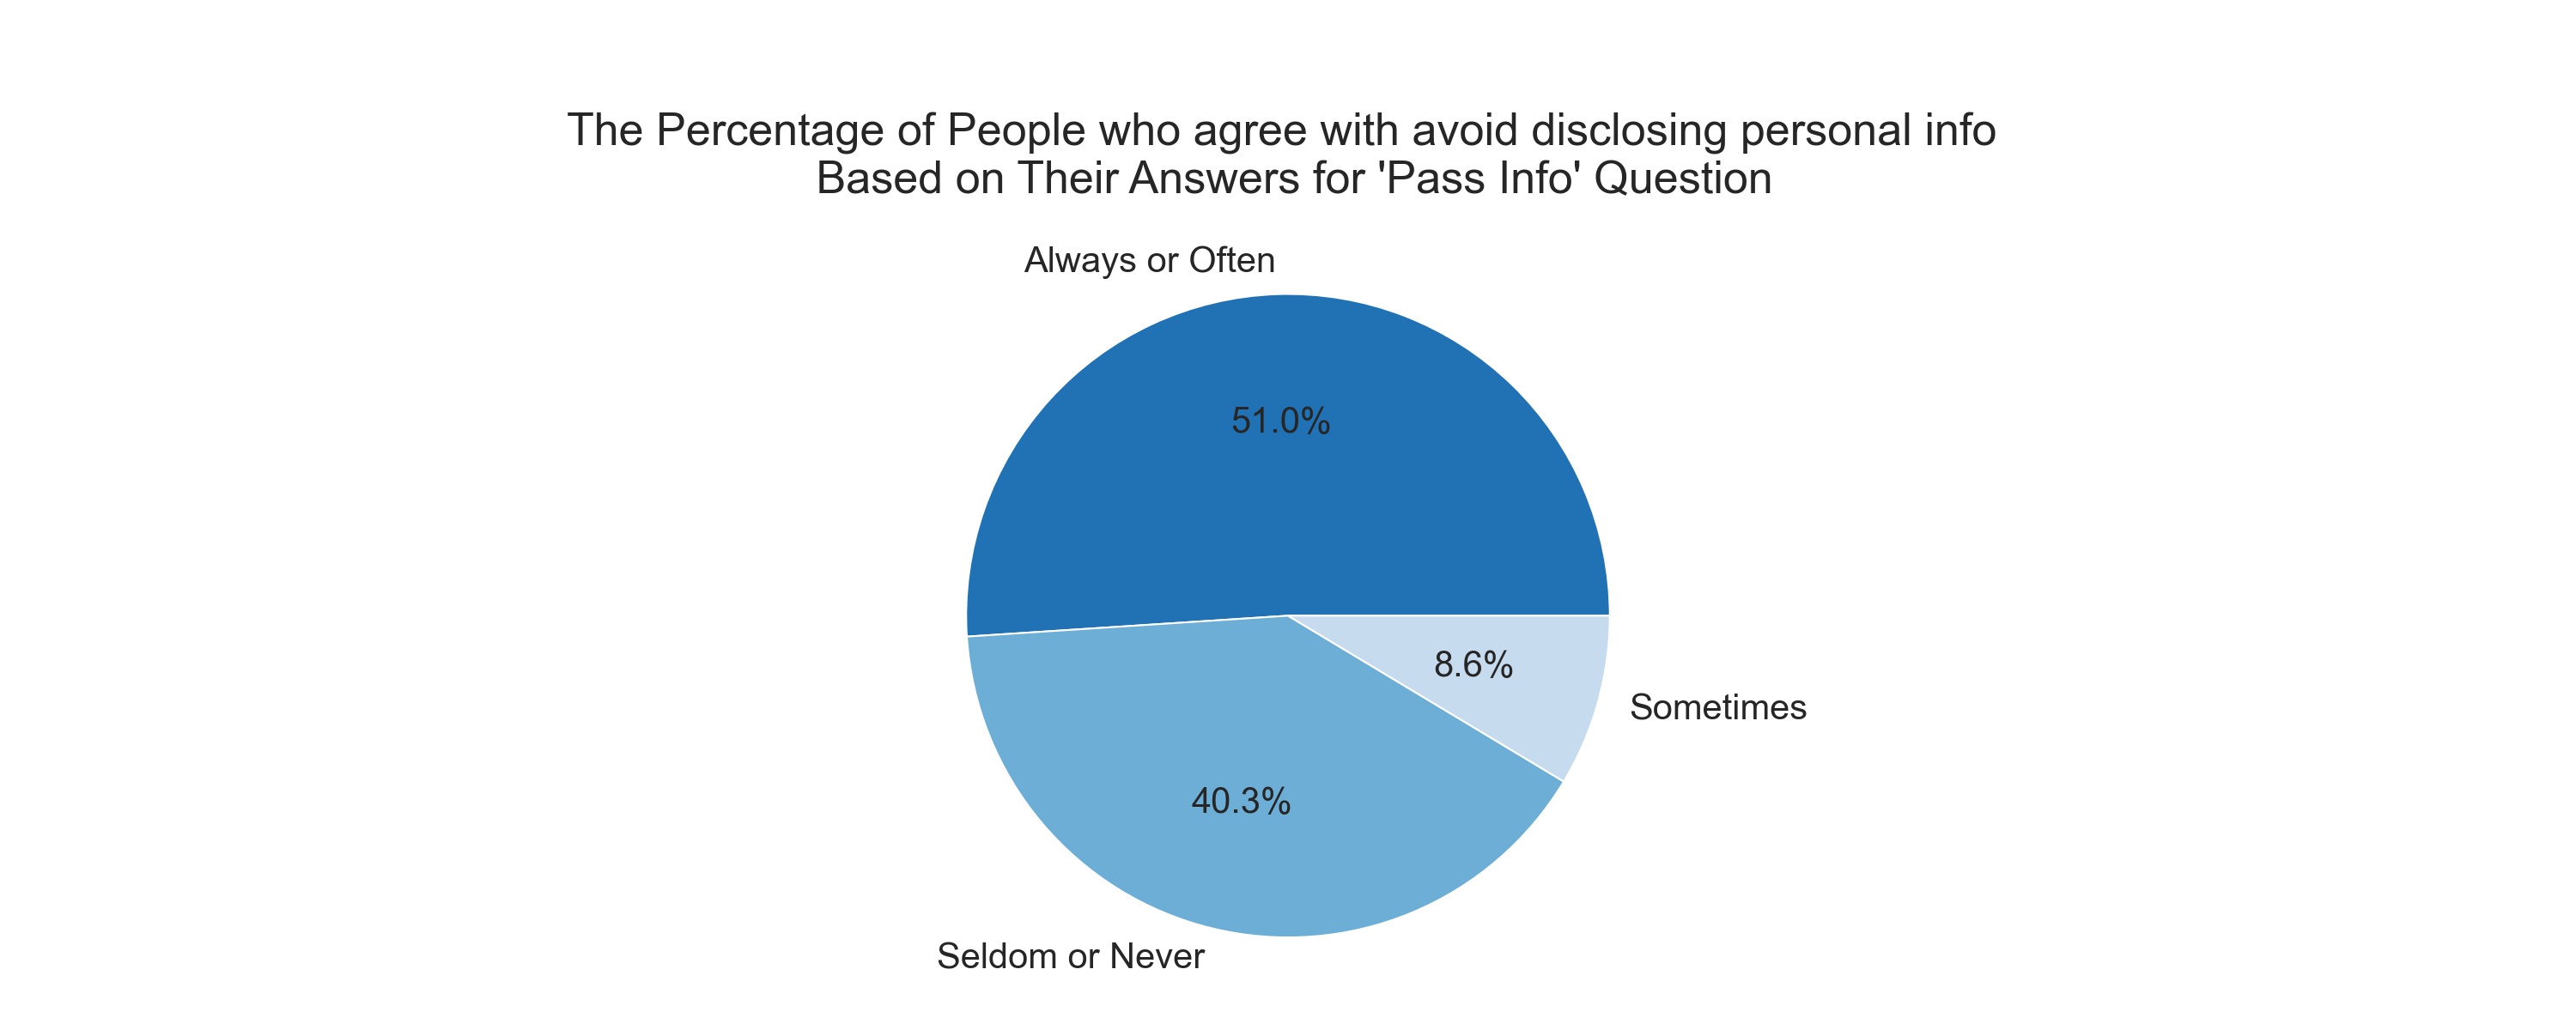 The Percentage of People who agree with avoid disclosing personal info
Based on Their Answers for 'Pass Info' Question
Always or Often
51.0%
8.6%
Sometimes
40.3%
Seldom or Never